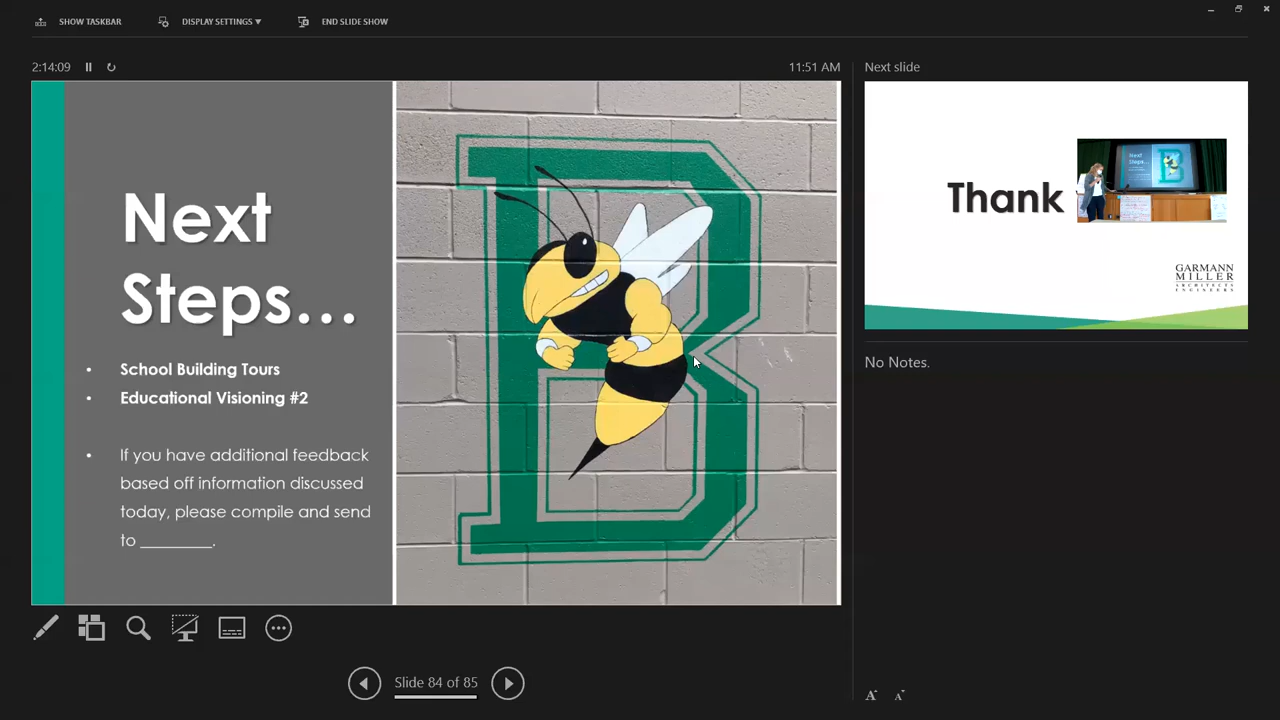 SHOW TASKBAR
DISPLAY SETTINGS
END SLIDE SHOW
2:14:09
11:51 AM
Next
Steps...
• School Building Tours
• Educational Visioning #2
• If you have additional feedback
based off information discussed
today, please compile and send
to ________.
B
Slide 84 of 85
Next slide
Thank
Next
Steps...
GARMANN
MILLER
ARCHITECTS
ENGINEERS
No Notes.
A
A